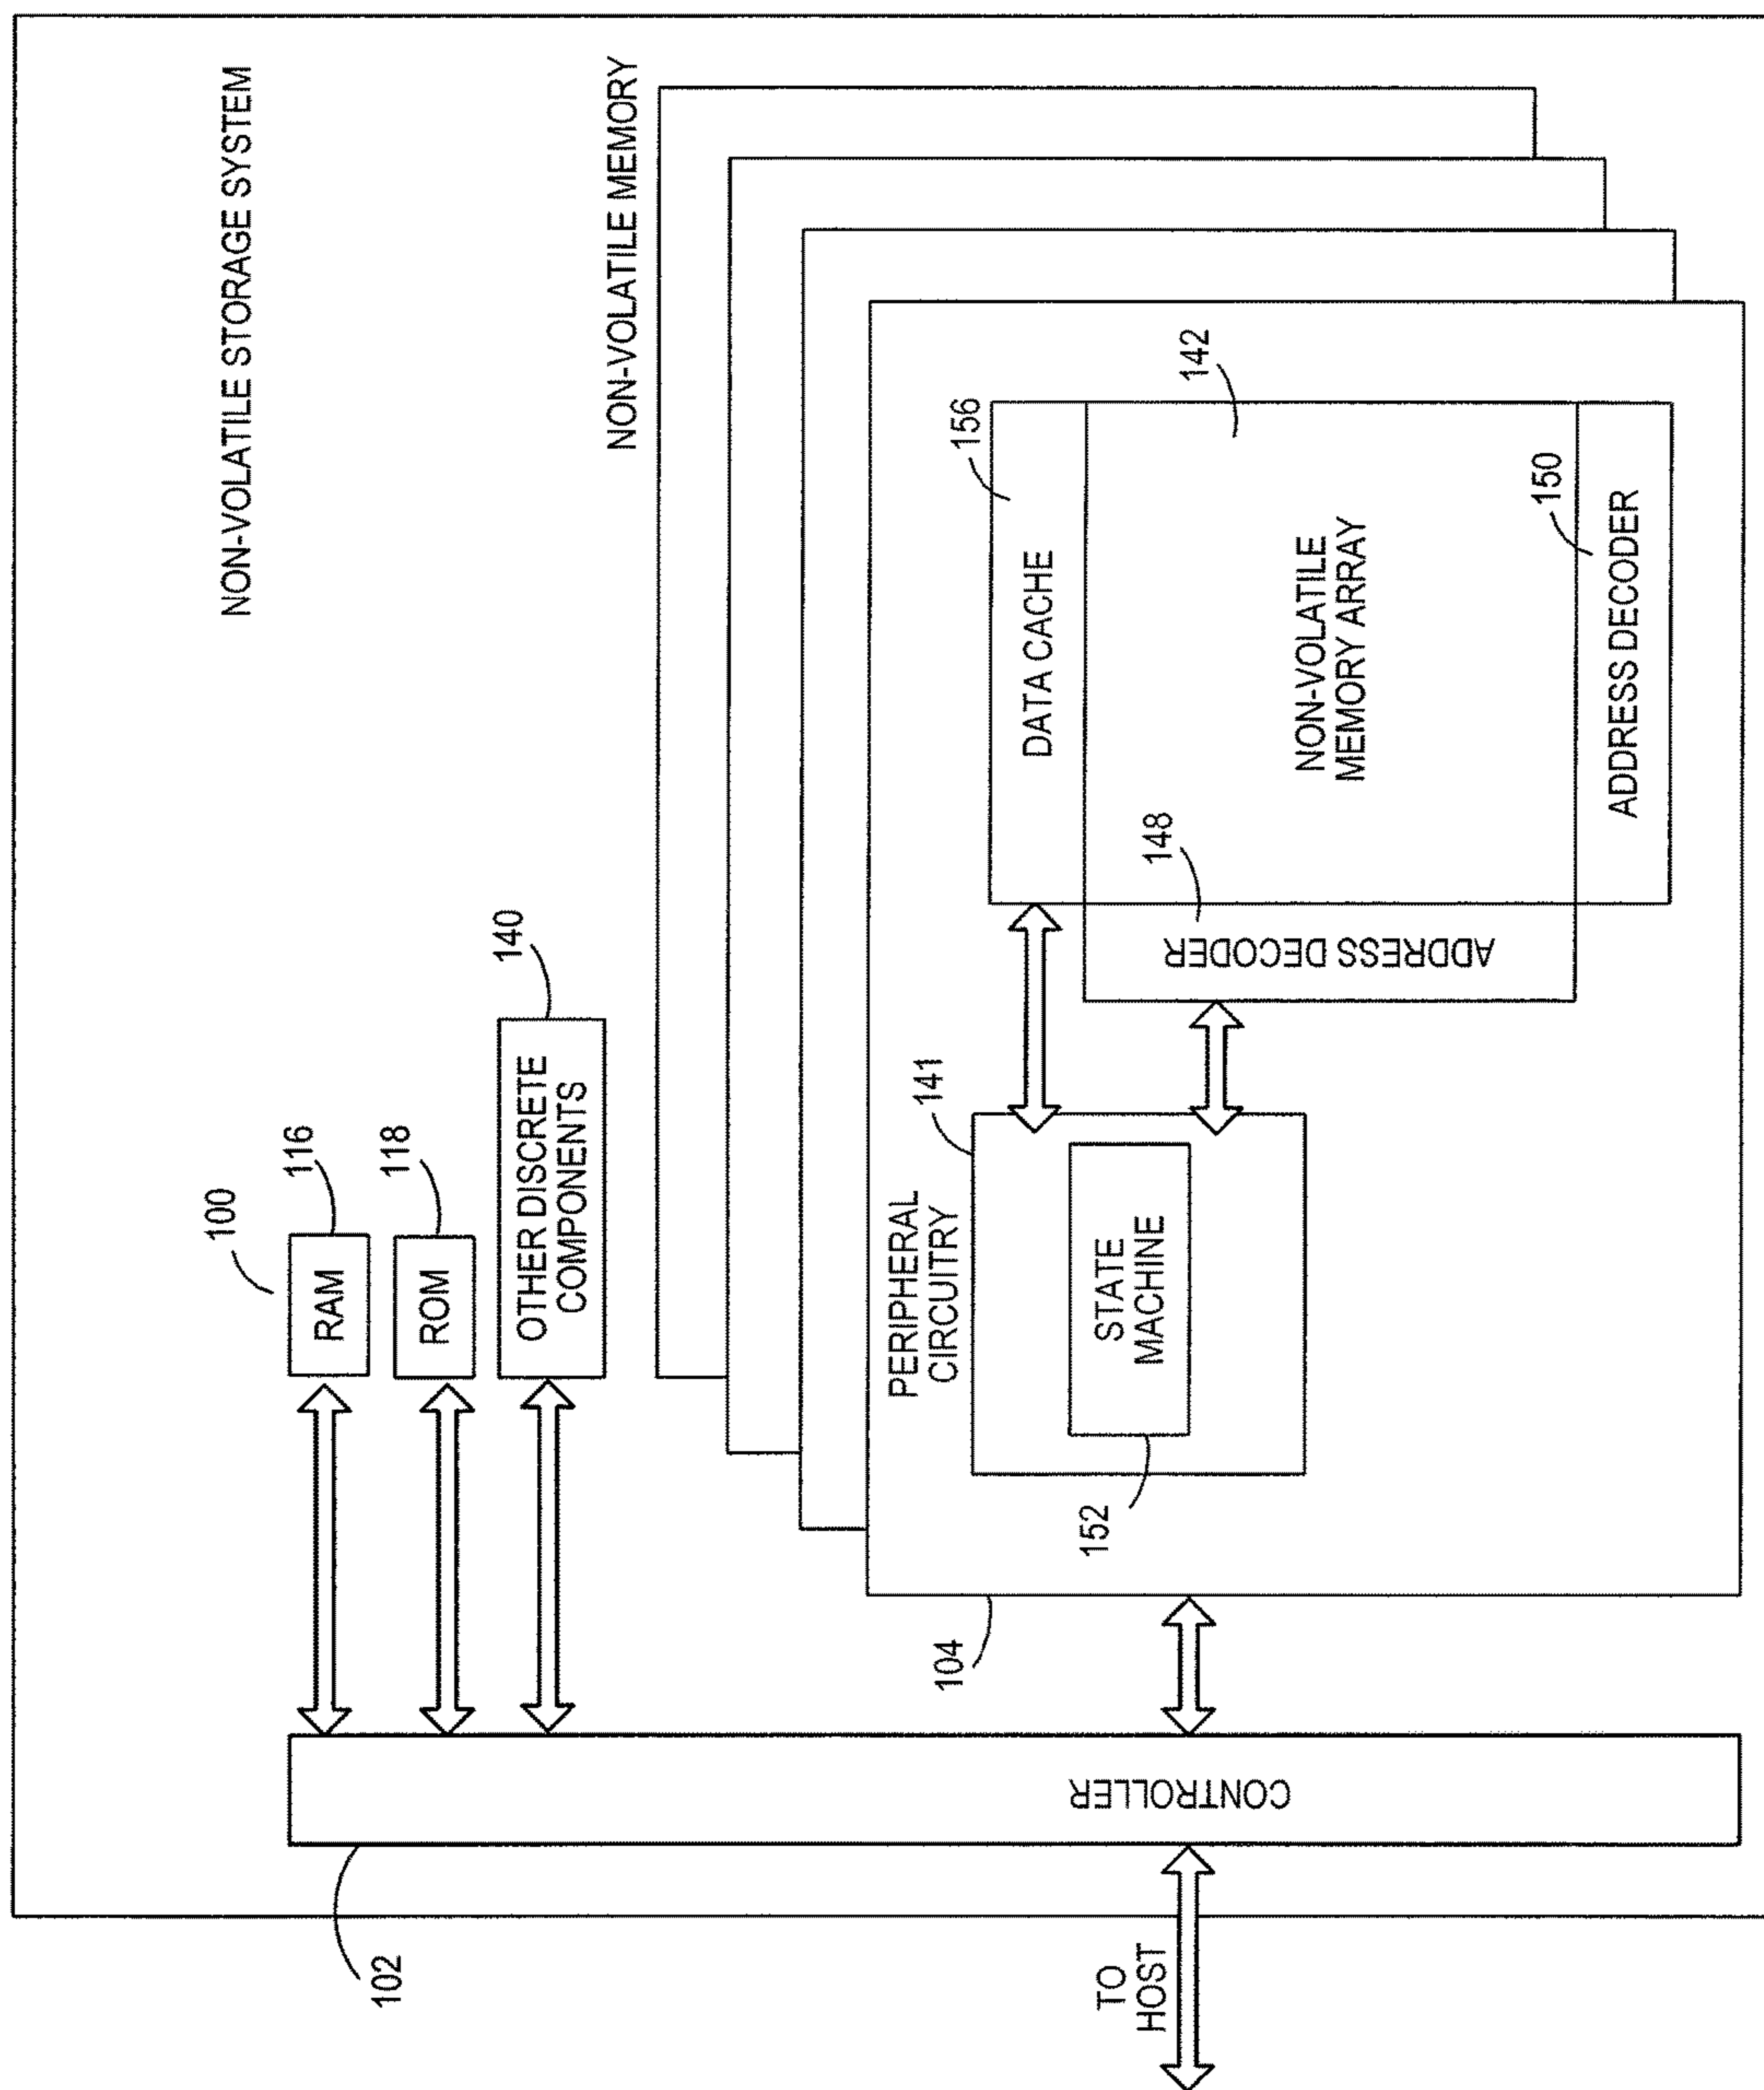 NON-VOLATILE STORAGE SYSTEM
100
116
RAM
118
ROM
140
OTHER DISCRETE
COMPONENTS
NON-VOLATILE MEMORY
102
CONTROLLER
TO
HOST
104
PERIPHERAL
CIRCUITRY
141
STATE
MACHINE
152
DATA CACHE
156
ADDRESS DECODER
148
NON-VOLATILE
MEMORY ARRAY
142
ADDRESS DECODER
150